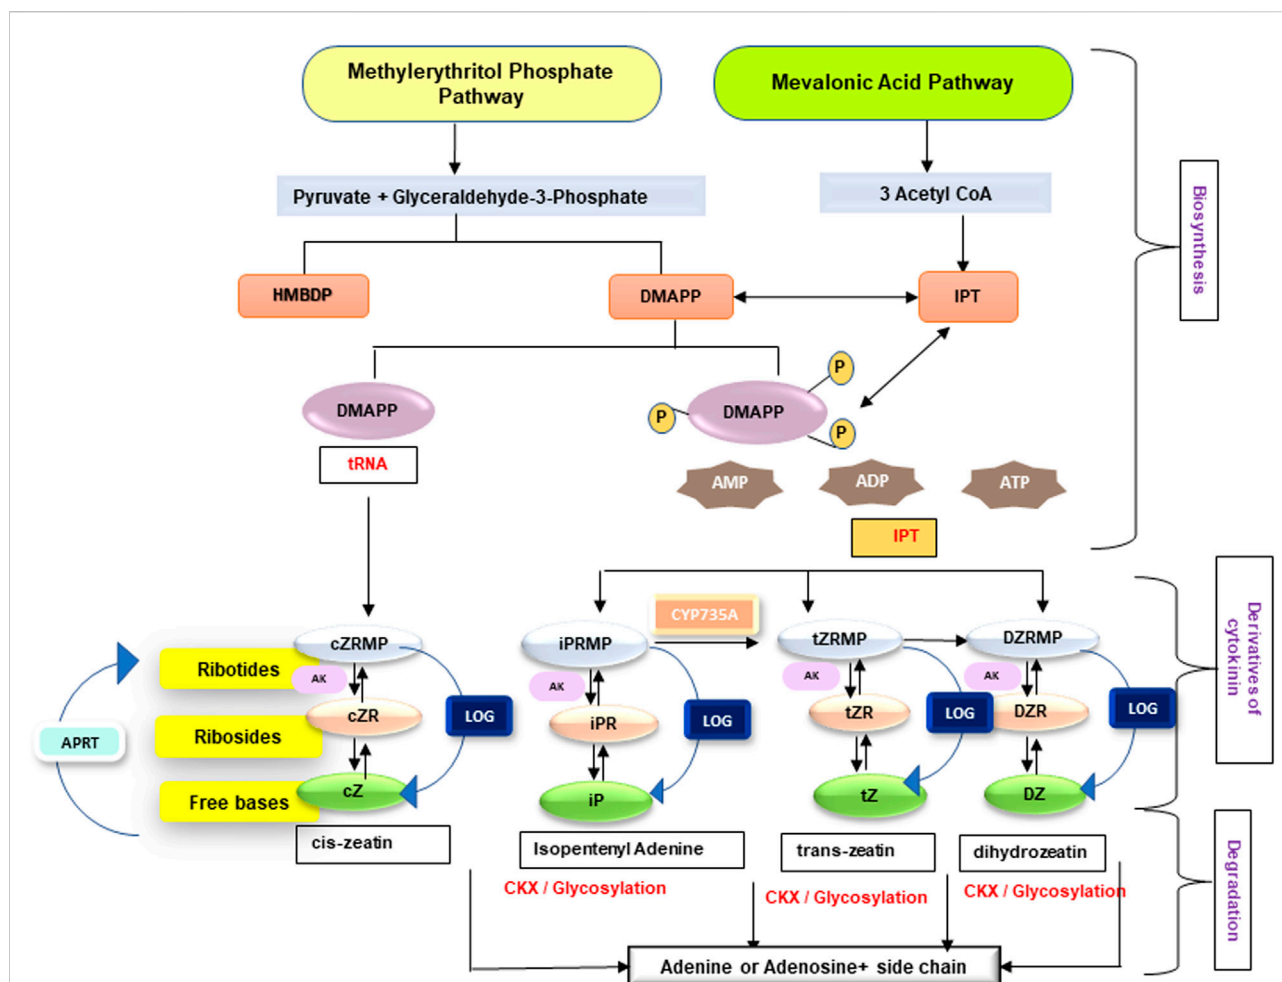 Methylerythritol Phosphate
Pathway
Mevalonic Acid Pathway
Pyruvate + Glyceraldehyde-3-Phosphate
3 Acetyl CoA
Biosynthesis
HMBDP
DMAPP
IPT
DMAPP
DMAPP
P
P
P
tRNA
AMP
ADP
ATP
IPT
CYP735A
Derivatives of
cytokinin
cZRMP
iPRMP
tZRMP
DZRMP
Ribotides
AK
AK
AK
AK
APRT
Ribosides
cZR
LOG
iPR
LOG
tZR
LOG
DZR
LOG
Free bases
cZ
iP
tZ
DZ
cis-zeatin
Isopentenyl Adenine
trans-zeatin
dihydrozeatin
CKX / Glycosylation
CKX / Glycosylation
CKX / Glycosylation
Degradation
Adenine or Adenosine+ side chain